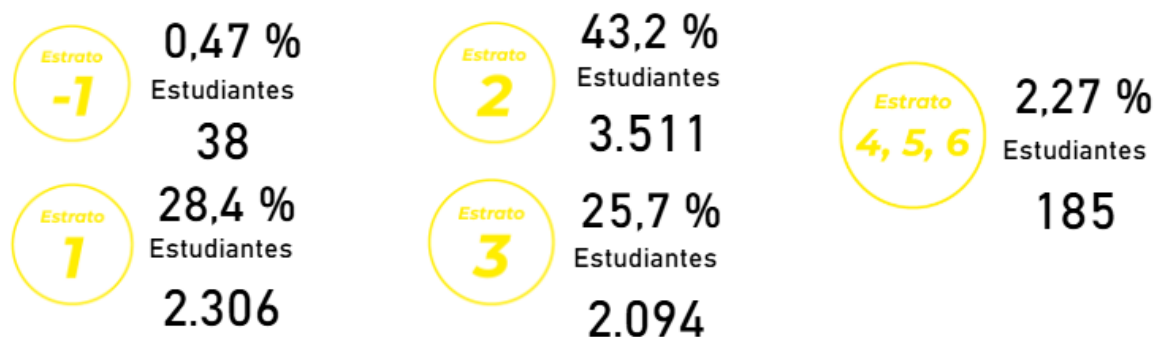 Estrato
-1
0,47 %
Estudiantes
38
Estrato
1
28,4 %
Estudiantes
2.306
Estrato
2
43,2 %
Estudiantes
3.511
Estrato
3
25,7 %
Estudiantes
2.094
Estrato
4, 5, 6
2,27 %
Estudiantes
185